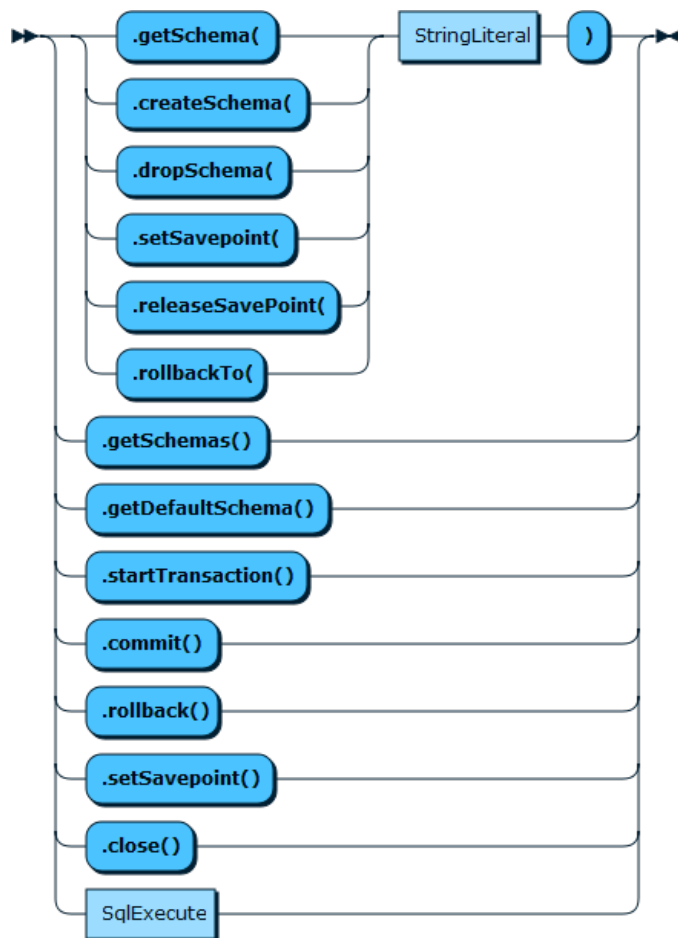 .getSchema( StringLiteral )
.createSchema(
.dropSchema(
.setSavepoint(
.releaseSavePoint(
.rollbackTo(
.getSchemas()
.getDefaultSchema()
.startTransaction()
.commit()
.rollback()
.setSavepoint()
.close()
SqlExecute